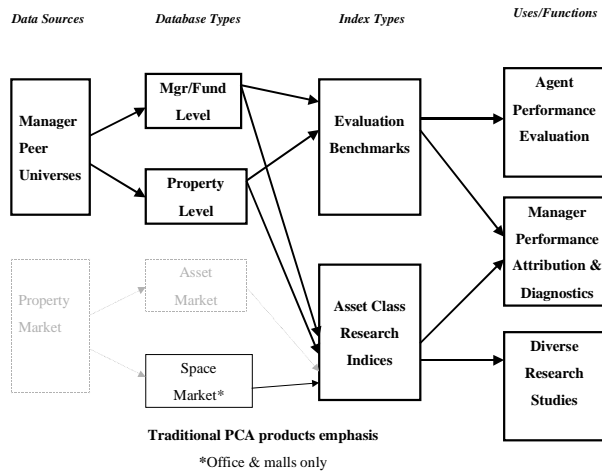 Data Sources
Database Types
Index Types
Uses/Functions
Manager
Peer
Universes
Mgr/Fund
Level
Property
Level
Evaluation
Benchmarks
Agent
Performance
Evaluation
Manager
Performance
Attribution &
Diagnostics
Property
Market
Asset
Market
Space
Market*
Asset Class
Research
Indices
Diverse
Research
Studies
Traditional PCA products emphasis
*Office & malls only